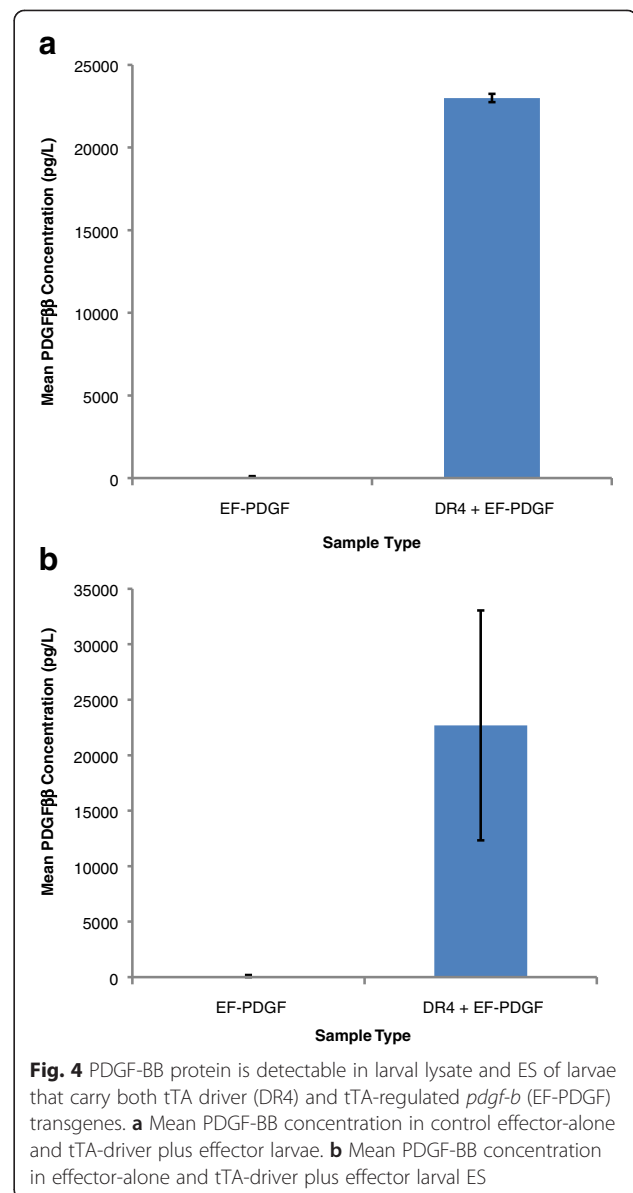 a
25000
20000
15000
10000
5000
0
Mean PDGFββ Concentration (pg/L)
EF-PDGF DR4 + EF-PDGF
Sample Type
b
35000
30000
25000
20000
15000
10000
5000
0
Mean PDGFββ Concentration (pg/L)
EF-PDGF DR4 + EF-PDGF
Sample Type
Fig. 4 PDGF-BB protein is detectable in larval lysate and ES of larvae
that carry both tTA driver (DR4) and tTA-regulated pdgf-b (EF-PDGF)
transgenes. a Mean PDGF-BB concentration in control effector-alone
and tTA-driver plus effector larvae. b Mean PDGF-BB concentration
in effector-alone and tTA-driver plus effector larval ES